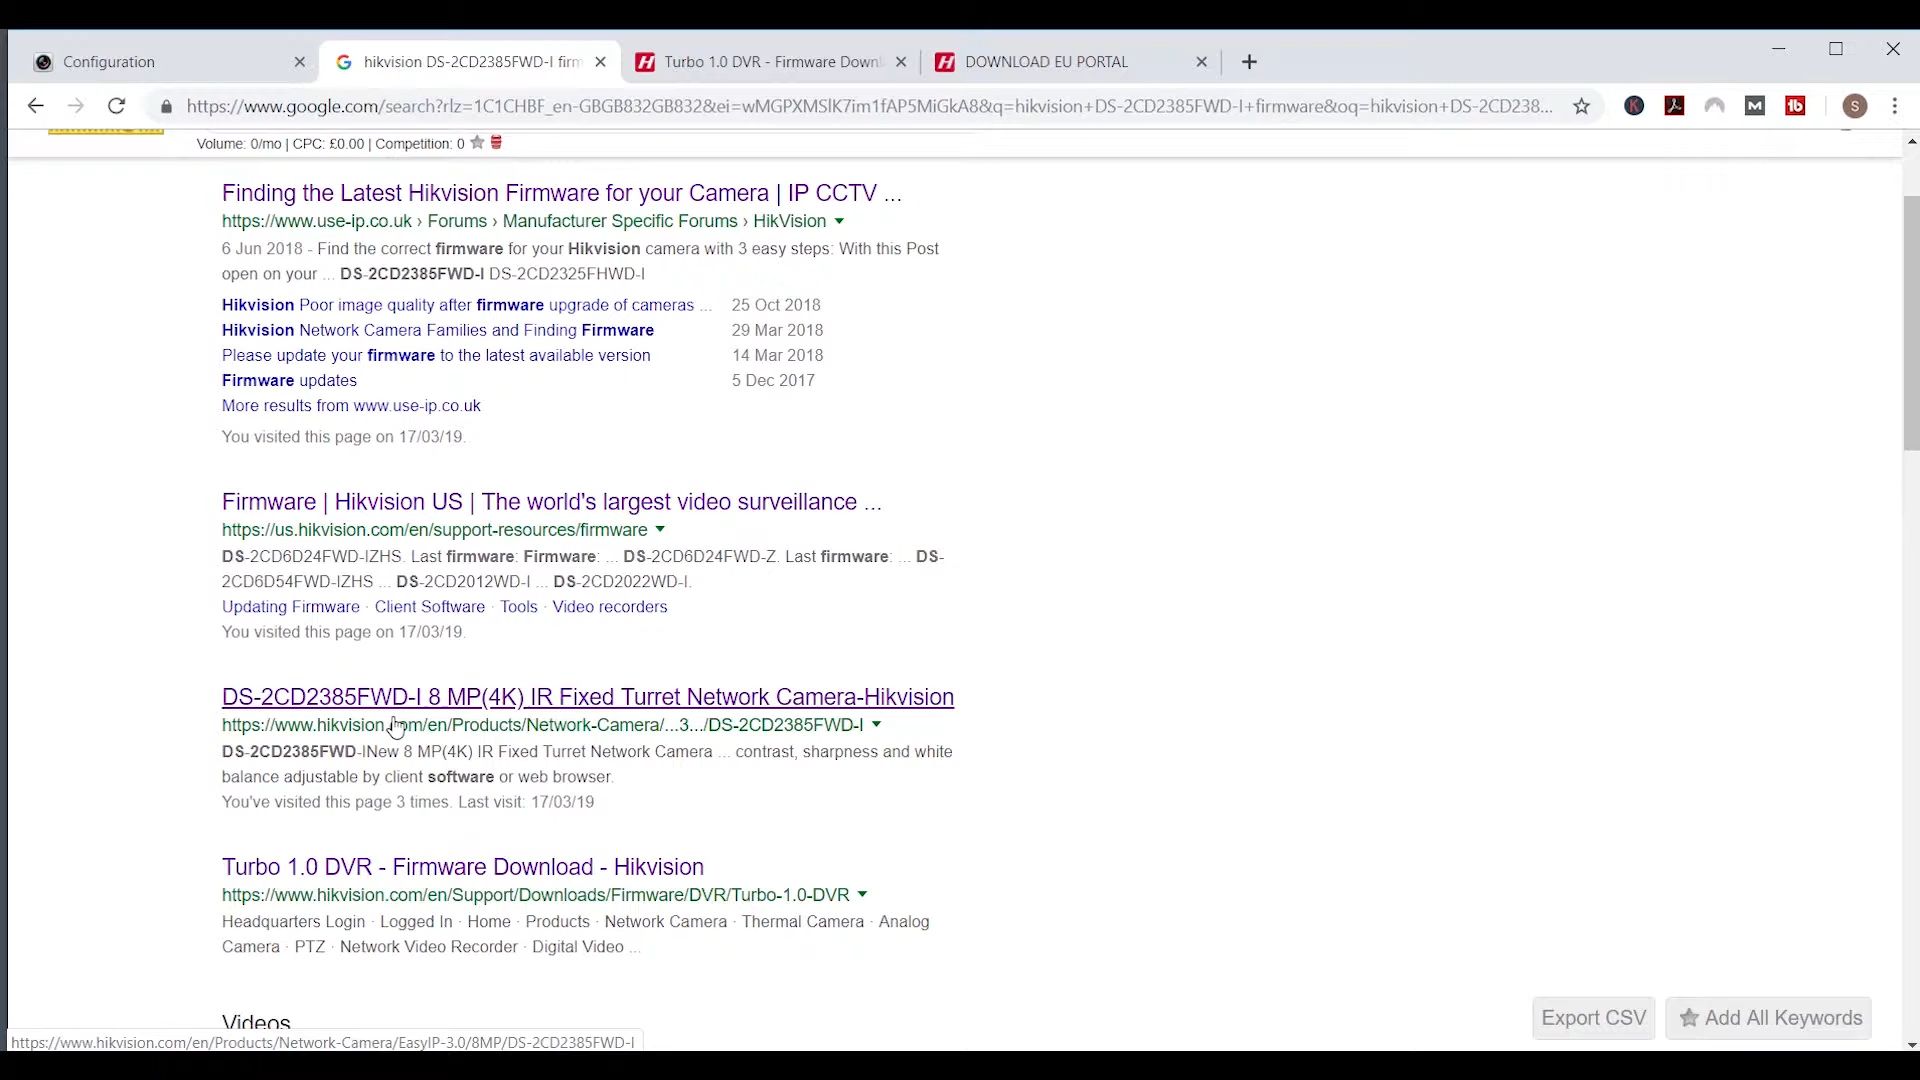 Configuration
hikvision DS-2CD2385FWD-I firm
Turbo 1.0 DVR - Firmware Downl
DOWNLOAD EU PORTAL
https://www.google.com/search?rlz=1C1CHBF_en-GBGB832GB832&ei=wMGPXMSlK7im1fAP5MiGkA8&q=hikvision+DS-2CD2385FWD-I+firmware&oq=hikvision+DS-2CD238...
K
M
tb
S
Volume: 0/mo | CPC: £0.00 | Competition: 0
Finding the Latest Hikvision Firmware for your Camera | IP CCTV ...
https://www.use-ip.co.uk › Forums › Manufacturer Specific Forums › HikVision
6 Jun 2018 - Find the correct firmware for your Hikvision camera with 3 easy steps: With this Post
open on your ... DS-2CD2385FWD-I DS-2CD2325FHWD-I
Hikvision Poor image quality after firmware upgrade of cameras ... 25 Oct 2018
Hikvision Network Camera Families and Finding Firmware 29 Mar 2018
Please update your firmware to the latest available version 14 Mar 2018
Firmware updates 5 Dec 2017
More results from www.use-ip.co.uk
You visited this page on 17/03/19.
Firmware | Hikvision US | The world's largest video surveillance ...
https://us.hikvision.com/en/support-resources/firmware
DS-2CD6D24FWD-IZHS. Last firmware: Firmware: ... DS-2CD6D24FWD-Z. Last firmware: ... DS-
2CD6D54FWD-IZHS ... DS-2CD2012WD-I ... DS-2CD2022WD-I.
Updating Firmware · Client Software · Tools · Video recorders
You visited this page on 17/03/19.
DS-2CD2385FWD-I 8 MP(4K) IR Fixed Turret Network Camera-Hikvision
https://www.hikvision.com/en/Products/Network-Camera/...3.../DS-2CD2385FWD-I
DS-2CD2385FWD-INew 8 MP(4K) IR Fixed Turret Network Camera ... contrast, sharpness and white
balance adjustable by client software or web browser.
You've visited this page 3 times. Last visit: 17/03/19
Turbo 1.0 DVR - Firmware Download - Hikvision
https://www.hikvision.com/en/Support/Downloads/Firmware/DVR/Turbo-1.0-DVR
Headquarters Login · Logged In · Home · Products · Network Camera · Thermal Camera · Analog
Camera · PTZ · Network Video Recorder · Digital Video ...
Videos
Export CSV
Add All Keywords
https://www.hikvision.com/en/Products/Network-Camera/EasyIP-3.0/8MP/DS-2CD2385FWD-I